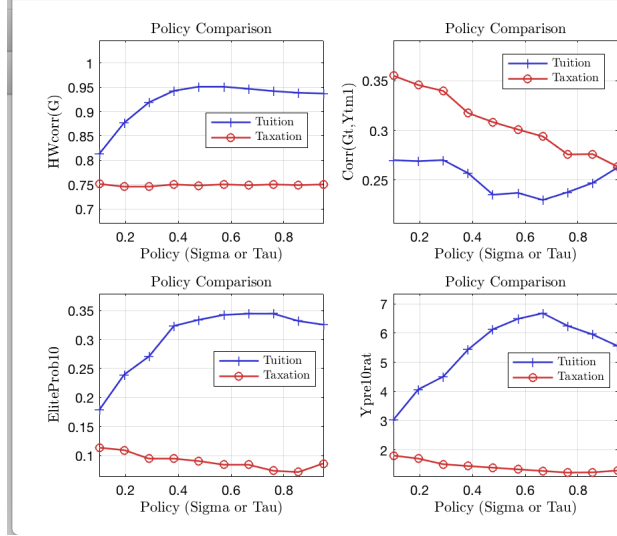 Policy Comparison
HWcorr(G)
1
0.95
0.9
0.85
0.8
0.75
0.7
Tuition
Taxation
0.2 0.4 0.6 0.8
Policy (Sigma or Tau)
Policy Comparison
Corr(Gt,Ytm1)
0.35
0.3
0.25
Tuition
Taxation
0.2 0.4 0.6 0.8
Policy (Sigma or Tau)
Policy Comparison
EliteProb10
0.35
0.3
0.25
0.2
0.15
0.1
Tuition
Taxation
0.2 0.4 0.6 0.8
Policy (Sigma or Tau)
Policy Comparison
Ypre10rat
7
6
5
4
3
2
Tuition
Taxation
0.2 0.4 0.6 0.8
Policy (Sigma or Tau)